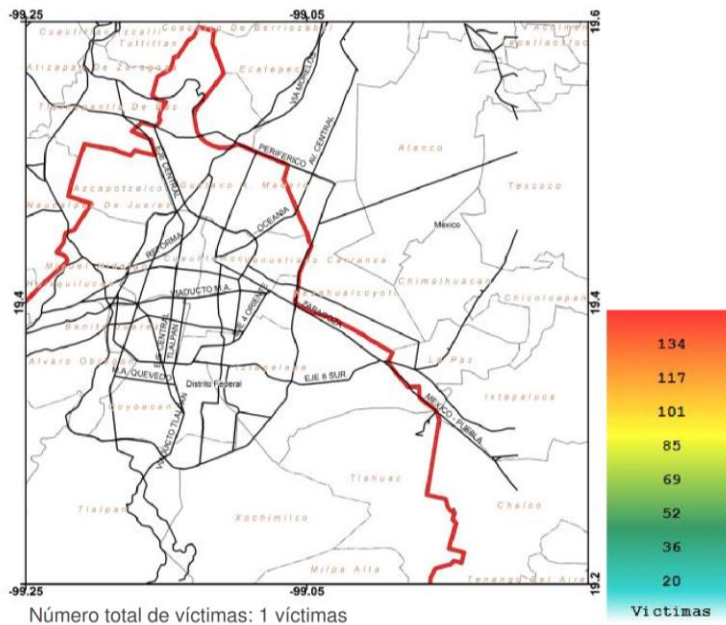 -99.25
-99.05
19.6
Cuautitlan Izcalli
Coacalco De Berriozabal
Tultitlan
Atizapan De Zaragoza
Ecatepec
VIA MORELOS
Tlalnepantla De Baz
AV. CENTRAL
PERIFERICO
Atenco
EJE CENTRAL
Azcapotzalco
Gustavo A. Madero
Texcoco
Naucalpan De Juarez
OCEANIA
México
REFORMA
Miguel Hidalgo
Cuauhtemoc
Venustiano Carranza
Chimalhuacan
Huixquilucan
VIADUCTO M.A.
Nezahualcoyotl
Chicoloapan
19.4
19.4
EJE 4 ORIENTE
ZARAGOZA
Benito Juarez
EJE CENTRAL
TLALPAN
Alvaro Obregon
Iztapalapa
La Paz
M.A. QUEVEDO
Distrito Federal
EJE 8 SUR
Ixtapaluca
Coyoacan
VIADUCTO TLALPAN
MEXICO - PUEBLA
Tlahuac
Chalco
Tlalpan
Xochimilco
Milpa Alta
Tenango del Aire
-99.25
-99.05
19.2
134
117
101
85
69
52
36
20
Victimas
Número total de víctimas: 1 víctimas